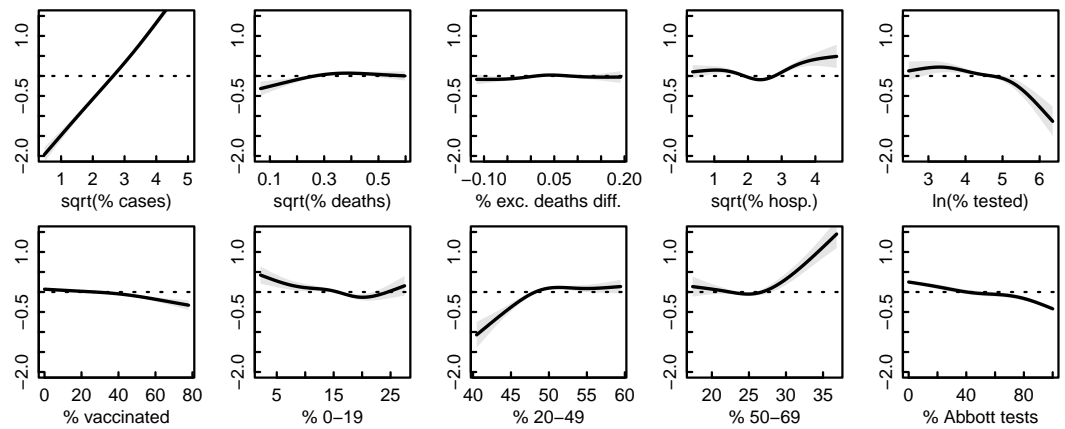 −2.0 −0.5 1.0
1 2 3 4 5
sqrt(% cases)
−2.0 −0.5 1.0
0.1 0.3 0.5
sqrt(% deaths)
−2.0 −0.5 1.0
−0.10 0.05 0.20
% exc. deaths diff.
−2.0 −0.5 1.0
1 2 3 4
sqrt(% hosp.)
−2.0 −0.5 1.0
3 4 5 6
ln(% tested)
−2.0 −0.5 1.0
0 20 40 60 80
% vaccinated
−2.0 −0.5 1.0
5 15 25
% 0−19
−2.0 −0.5 1.0
40 45 50 55 60
% 20−49
−2.0 −0.5 1.0
20 25 30 35
% 50−69
−2.0 −0.5 1.0
0 40 80
% Abbott tests